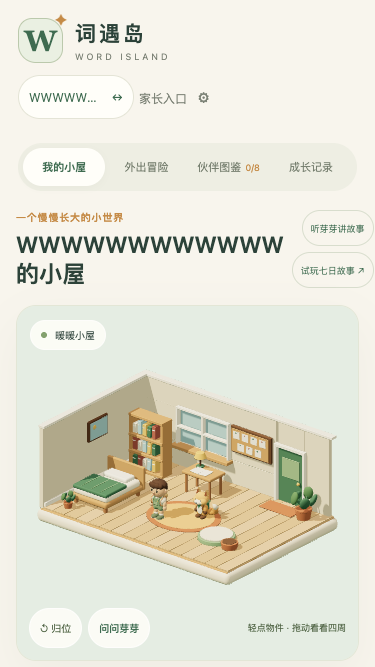 W
词遇岛
WORD ISLAND
WWWWW... ↔ 家长入口 ⚙
我的小屋 外出冒险 伙伴图鉴 0/8 成长记录
一个慢慢长大的小世界
听芽芽讲故事
WWWWWWWWWWWW
的小屋
试玩七日故事 ↗
暖暖小屋
↺ 归位 问问芽芽 轻点物件 · 拖动看看四周